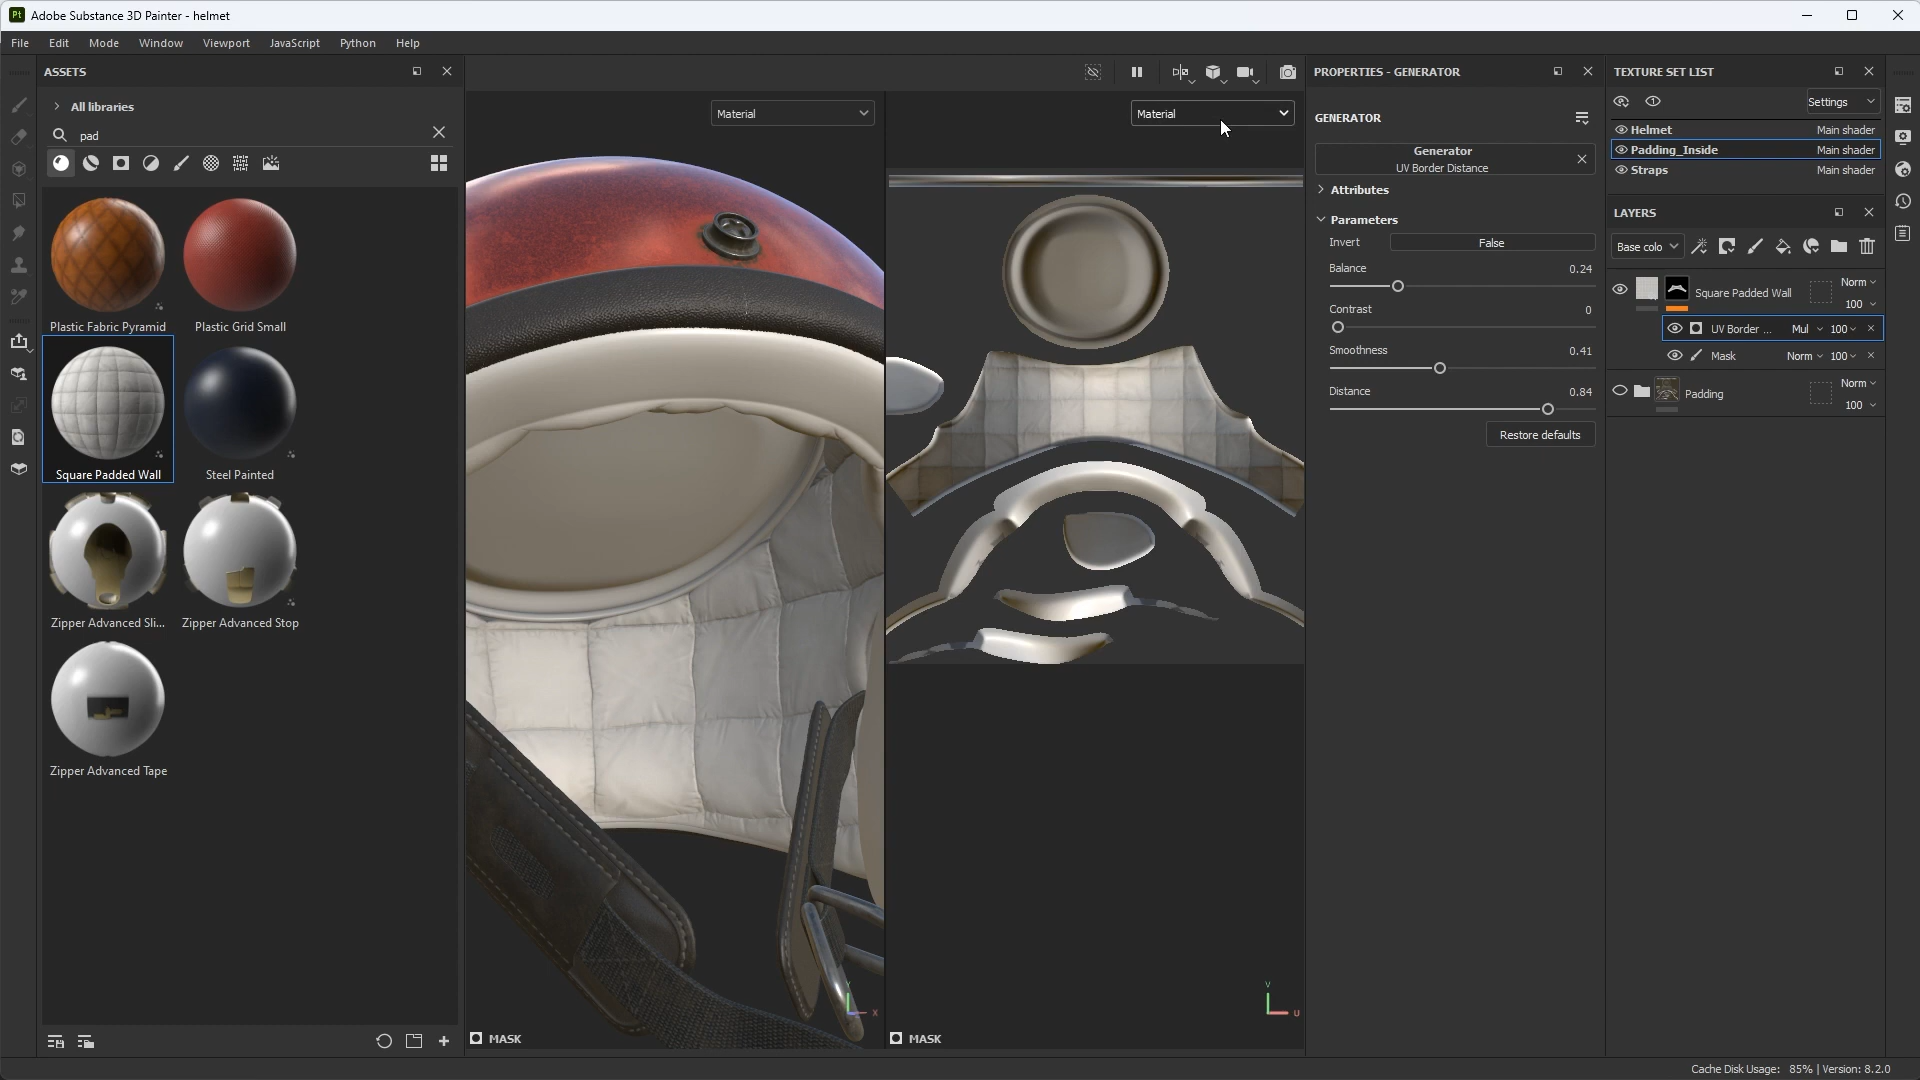 Pt Adobe Substance 3D Painter - helmet
File Edit Mode Window Viewport JavaScript Python Help
ASSETS
All libraries
pad
Plastic Fabric Pyramid
Plastic Grid Small
Square Padded Wall
Steel Painted
Zipper Advanced Sli...
Zipper Advanced Stop
Zipper Advanced Tape
Material
MASK
X
Material
MASK
V
U
PROPERTIES - GENERATOR
GENERATOR
Generator
UV Border Distance
Attributes
Parameters
Invert False
Balance 0.24
Contrast 0
Smoothness 0.41
Distance 0.84
Restore defaults
TEXTURE SET LIST
Settings
Helmet Main shader
Padding_Inside Main shader
Straps Main shader
LAYERS
Base colo
Square Padded Wall Norm
100
UV Border ... Mul 100
Mask Norm 100
Padding Norm
100
Cache Disk Usage: 85% | Version: 8.2.0